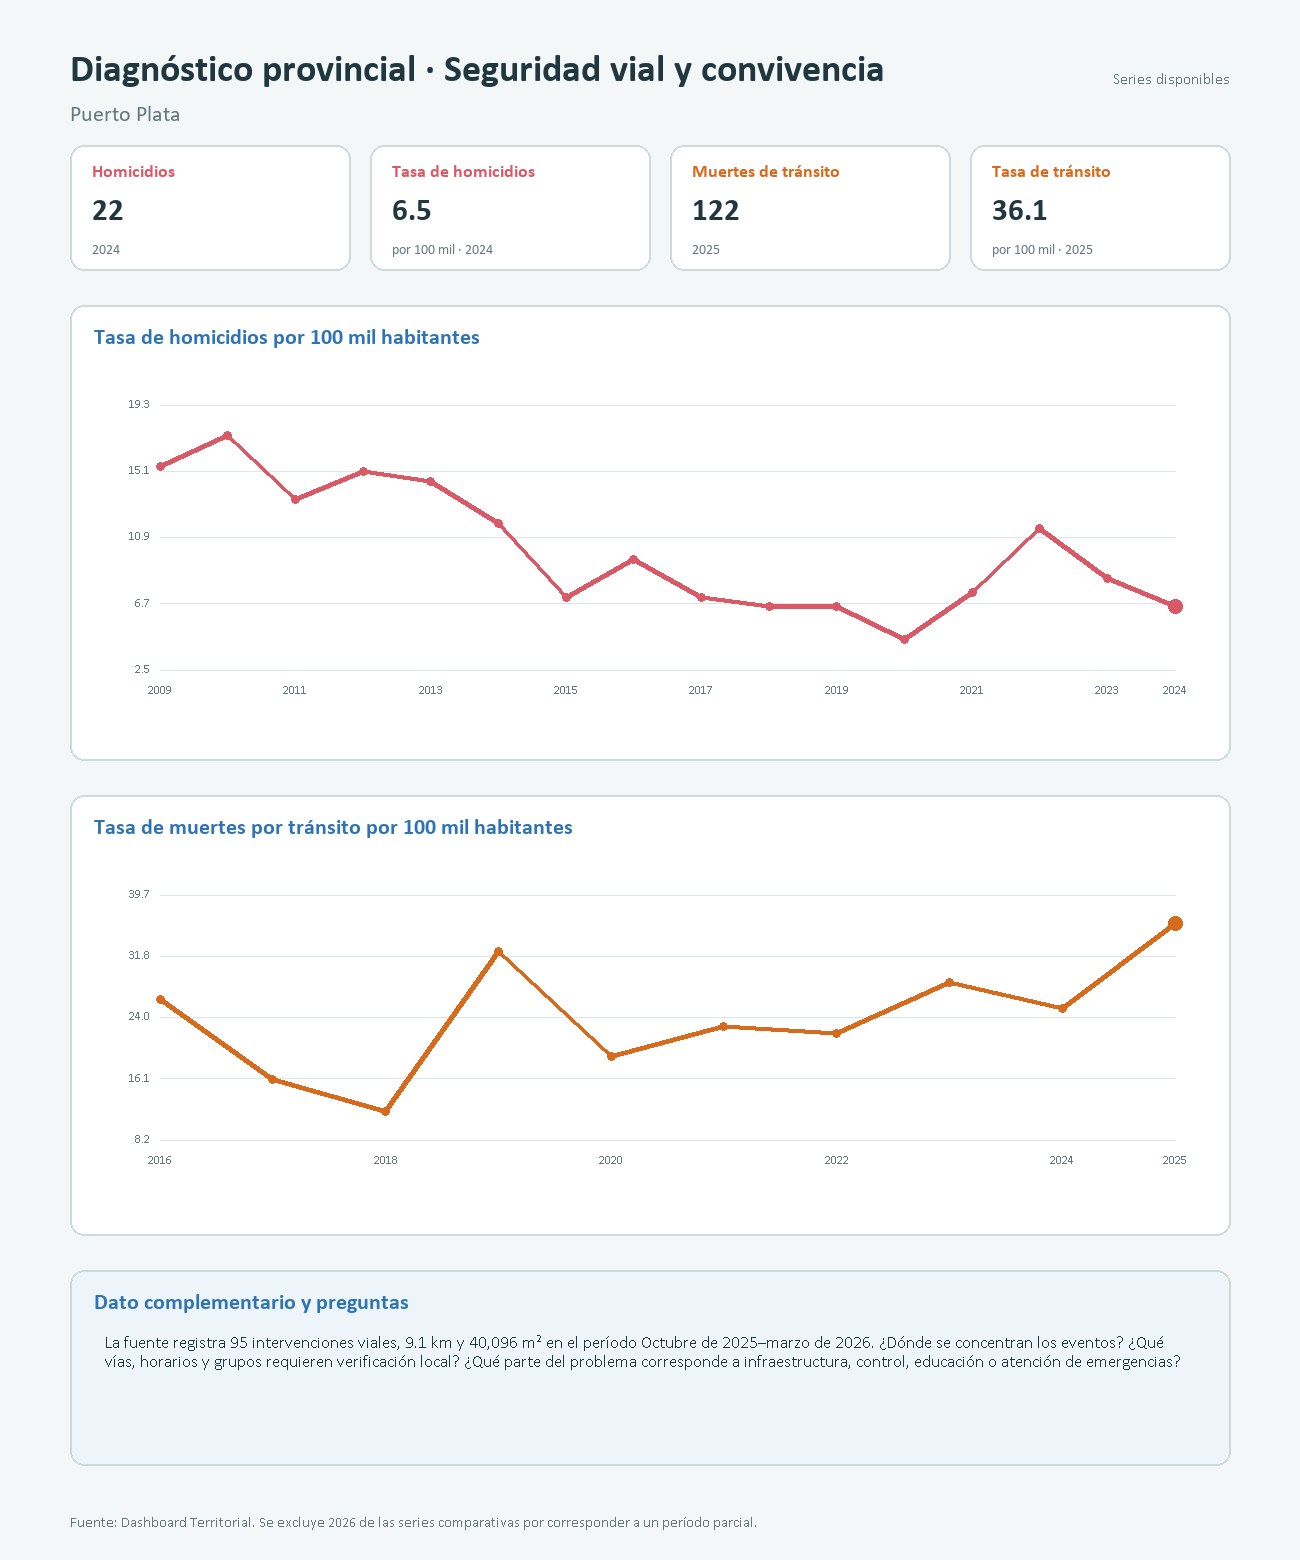 Diagnóstico provincial · Seguridad vial y convivencia
Series disponibles
Puerto Plata
Homicidios
22
2024
Tasa de homicidios
6.5
por 100 mil · 2024
Muertes de tránsito
122
2025
Tasa de tránsito
36.1
por 100 mil · 2025
Tasa de homicidios por 100 mil habitantes
19.3
15.1
10.9
6.7
2.5
2009 2011 2013 2015 2017 2019 2021 2023 2024
Tasa de muertes por tránsito por 100 mil habitantes
39.7
31.8
24.0
16.1
8.2
2016 2018 2020 2022 2024 2025
Dato complementario y preguntas
La fuente registra 95 intervenciones viales, 9.1 km y 40,096 m² en el período Octubre de 2025–marzo de 2026. ¿Dónde se concentran los eventos? ¿Qué
vías, horarios y grupos requieren verificación local? ¿Qué parte del problema corresponde a infraestructura, control, educación o atención de emergencias?
Fuente: Dashboard Territorial. Se excluye 2026 de las series comparativas por corresponder a un período parcial.